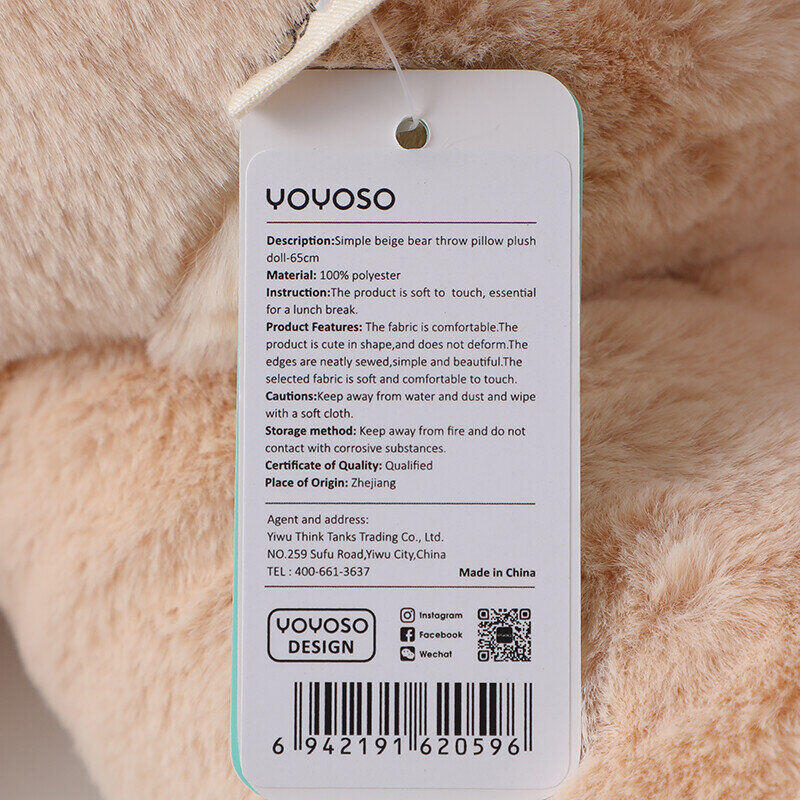 YOYOSO
Description:Simple beige bear throw pillow plush
doll-65cm
Material: 100% polyester
Instruction:The product is soft to touch, essential
for a lunch break.
Product Features: The fabric is comfortable.The
product is cute in shape,and does not deform.The
edges are neatly sewed,simple and beautiful.The
selected fabric is soft and comfortable to touch.
Cautions:Keep away from water and dust and wipe
with a soft cloth.
Storage method: Keep away from fire and do not
contact with corrosive substances.
Certificate of Quality: Qualified
Place of Origin: Zhejiang
Agent and address:
Yiwu Think Tanks Trading Co., Ltd.
NO.259 Sufu Road,Yiwu City,China
TEL : 400-661-3637 Made in China
YOYOSO
DESIGN
Instagram
Facebook
Wechat
6 942191 620596